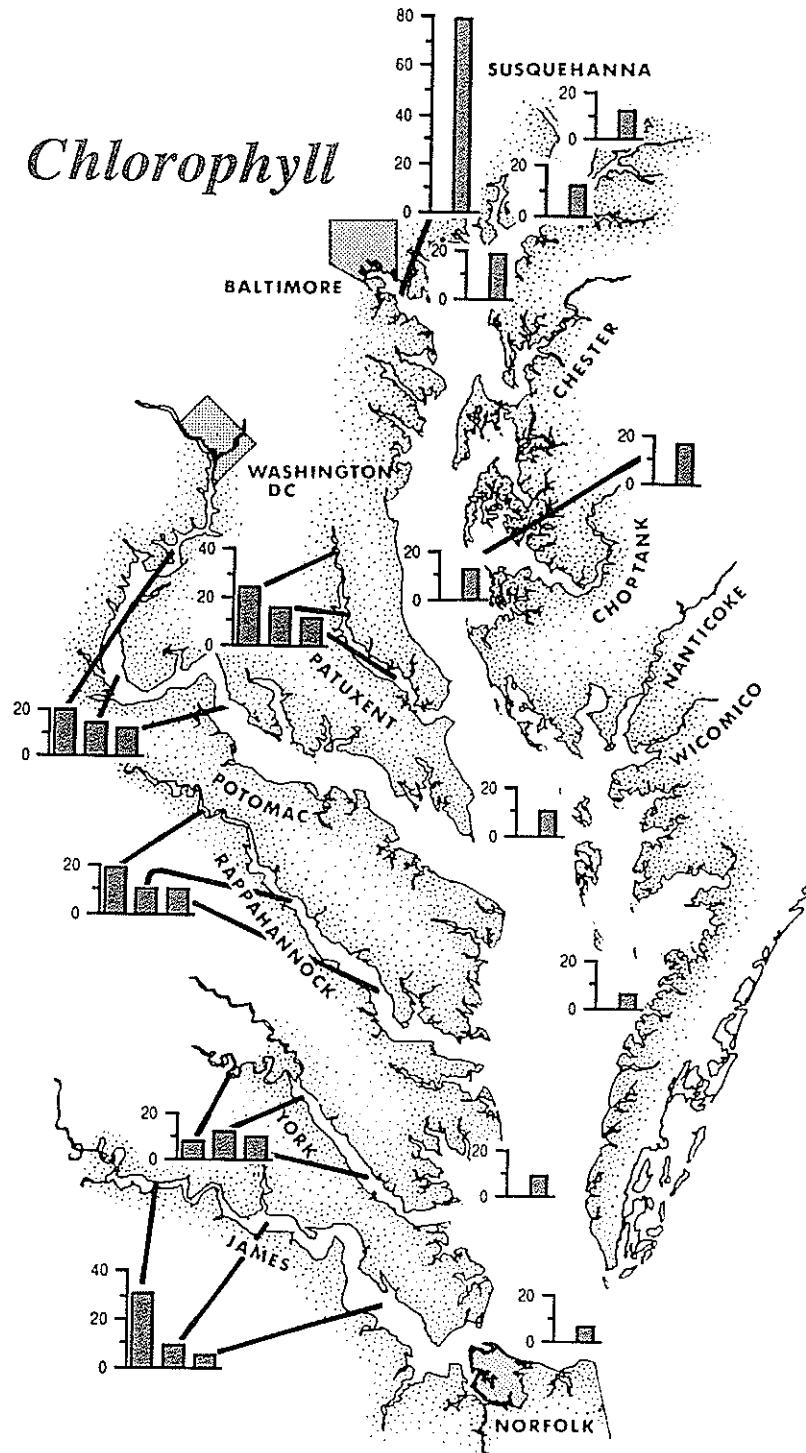 80
60
40
20
0
SUSQUEHANNA
20
0
Chlorophyll
20
0
20
0
BALTIMORE
CHESTER
WASHINGTON
DC
20
0
40
20
0
20
0
CHOPTANK
NANTICOKE
PATUXENT
WICOMICO
20
0
POTOMAC
20
0
20
0
RAPPAHANNOCK
20
0
20
0
YORK
20
0
JAMES
40
20
0
20
0
NORFOLK